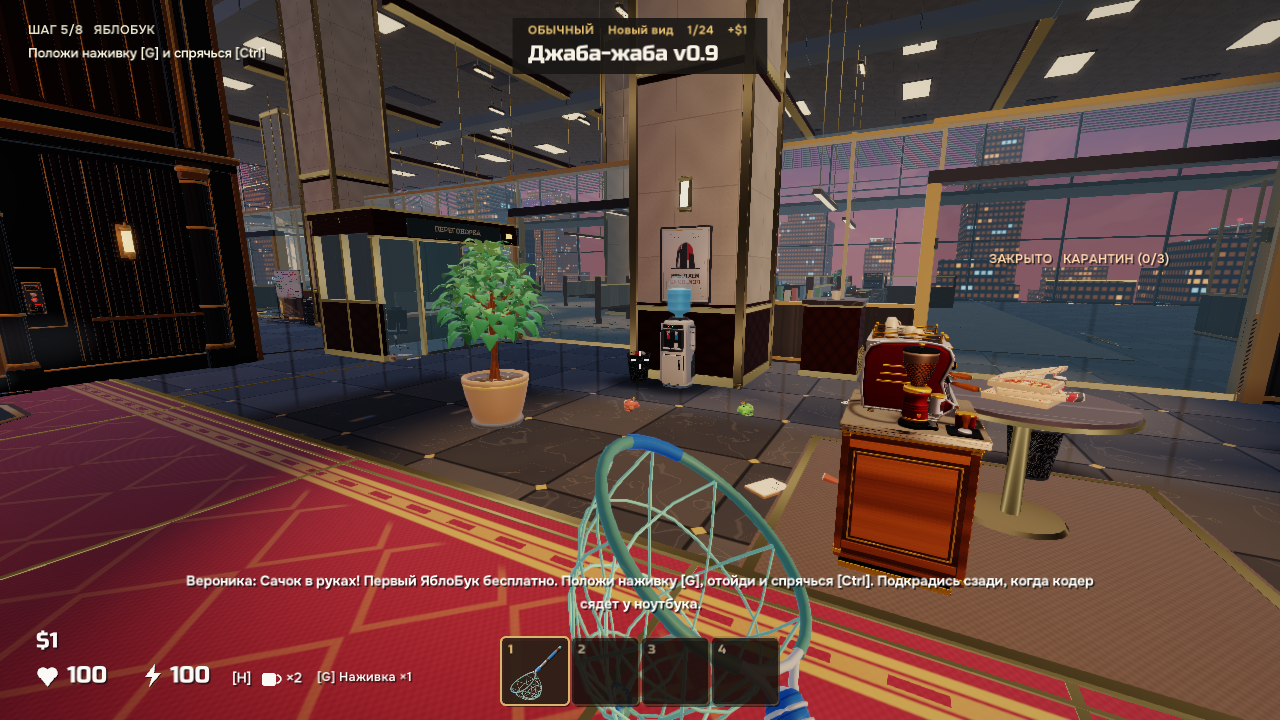 ШАГ 5/8 ЯБЛОБУК
Положи наживку [G] и спрячься [Ctrl]
ОБЫЧНЫЙ Новый вид 1/24 +$1
Джаба-жаба v0.9
ПЕРЕГОВОРКА
ЗАКРЫТО КАРАНТИН (0/3)
Вероника: Сачок в руках! Первый ЯблоБук бесплатно. Положи наживку [G], отойди и спрячься [Ctrl]. Подкрадись сзади, когда кодер
сядет у ноутбука.
$1
100 100 [H] ×2 [G] Наживка ×1
1 2 3 4